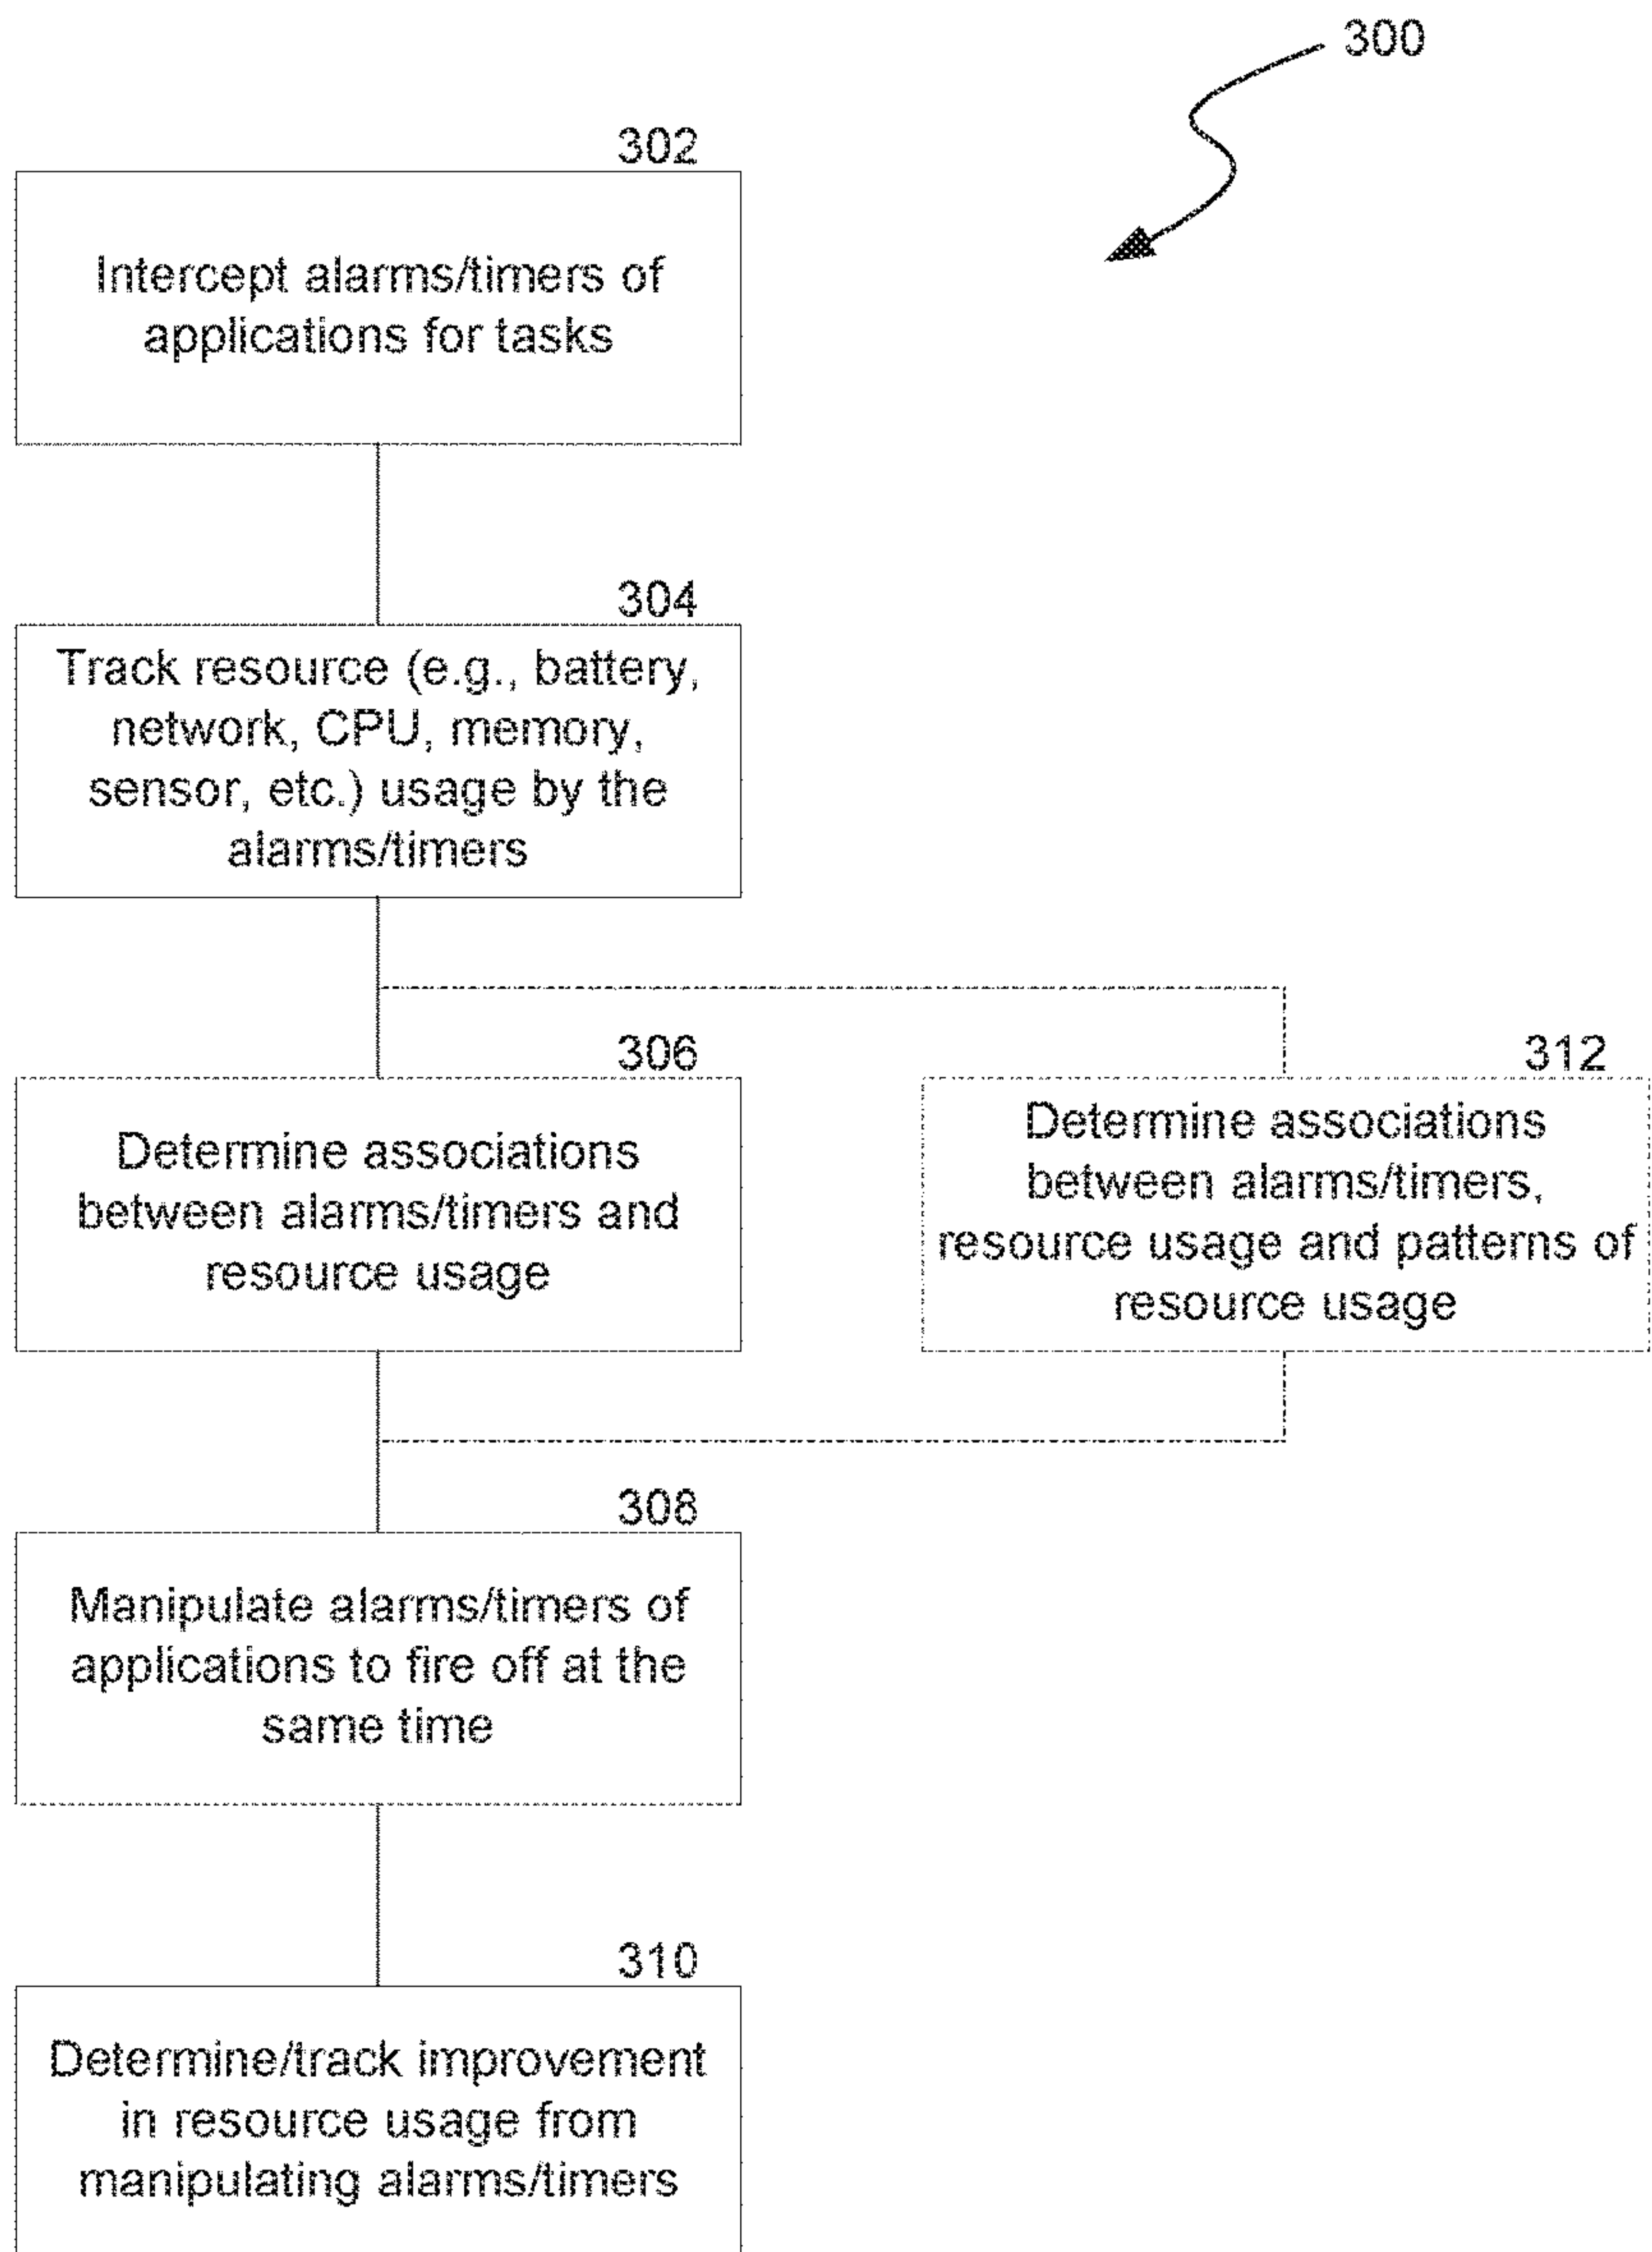 300
302
Intercept alarms/timers of
applications for tasks
304
Track resource (e.g., battery,
network, CPU, memory,
sensor, etc.) usage by the
alarms/timers
306
Determine associations
between alarms/timers and
resource usage
312
Determine associations
between alarms/timers,
resource usage and patterns of
resource usage
308
Manipulate alarms/timers of
applications to fire off at the
same time
310
Determine/track improvement
in resource usage from
manipulating alarms/timers